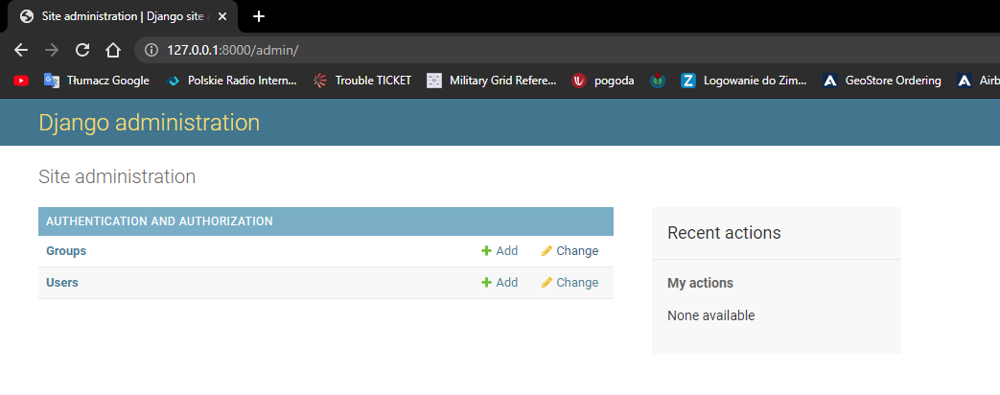 Site administration | Django site a
127.0.0.1:8000/admin/
Tłumacz Google Polskie Radio Intern... Trouble TICKET Military Grid Refere... pogoda Logowanie do Zim... GeoStore Ordering Airb
Django administration
Site administration
AUTHENTICATION AND AUTHORIZATION
Groups Add Change
Users Add Change
Recent actions
My actions
None available